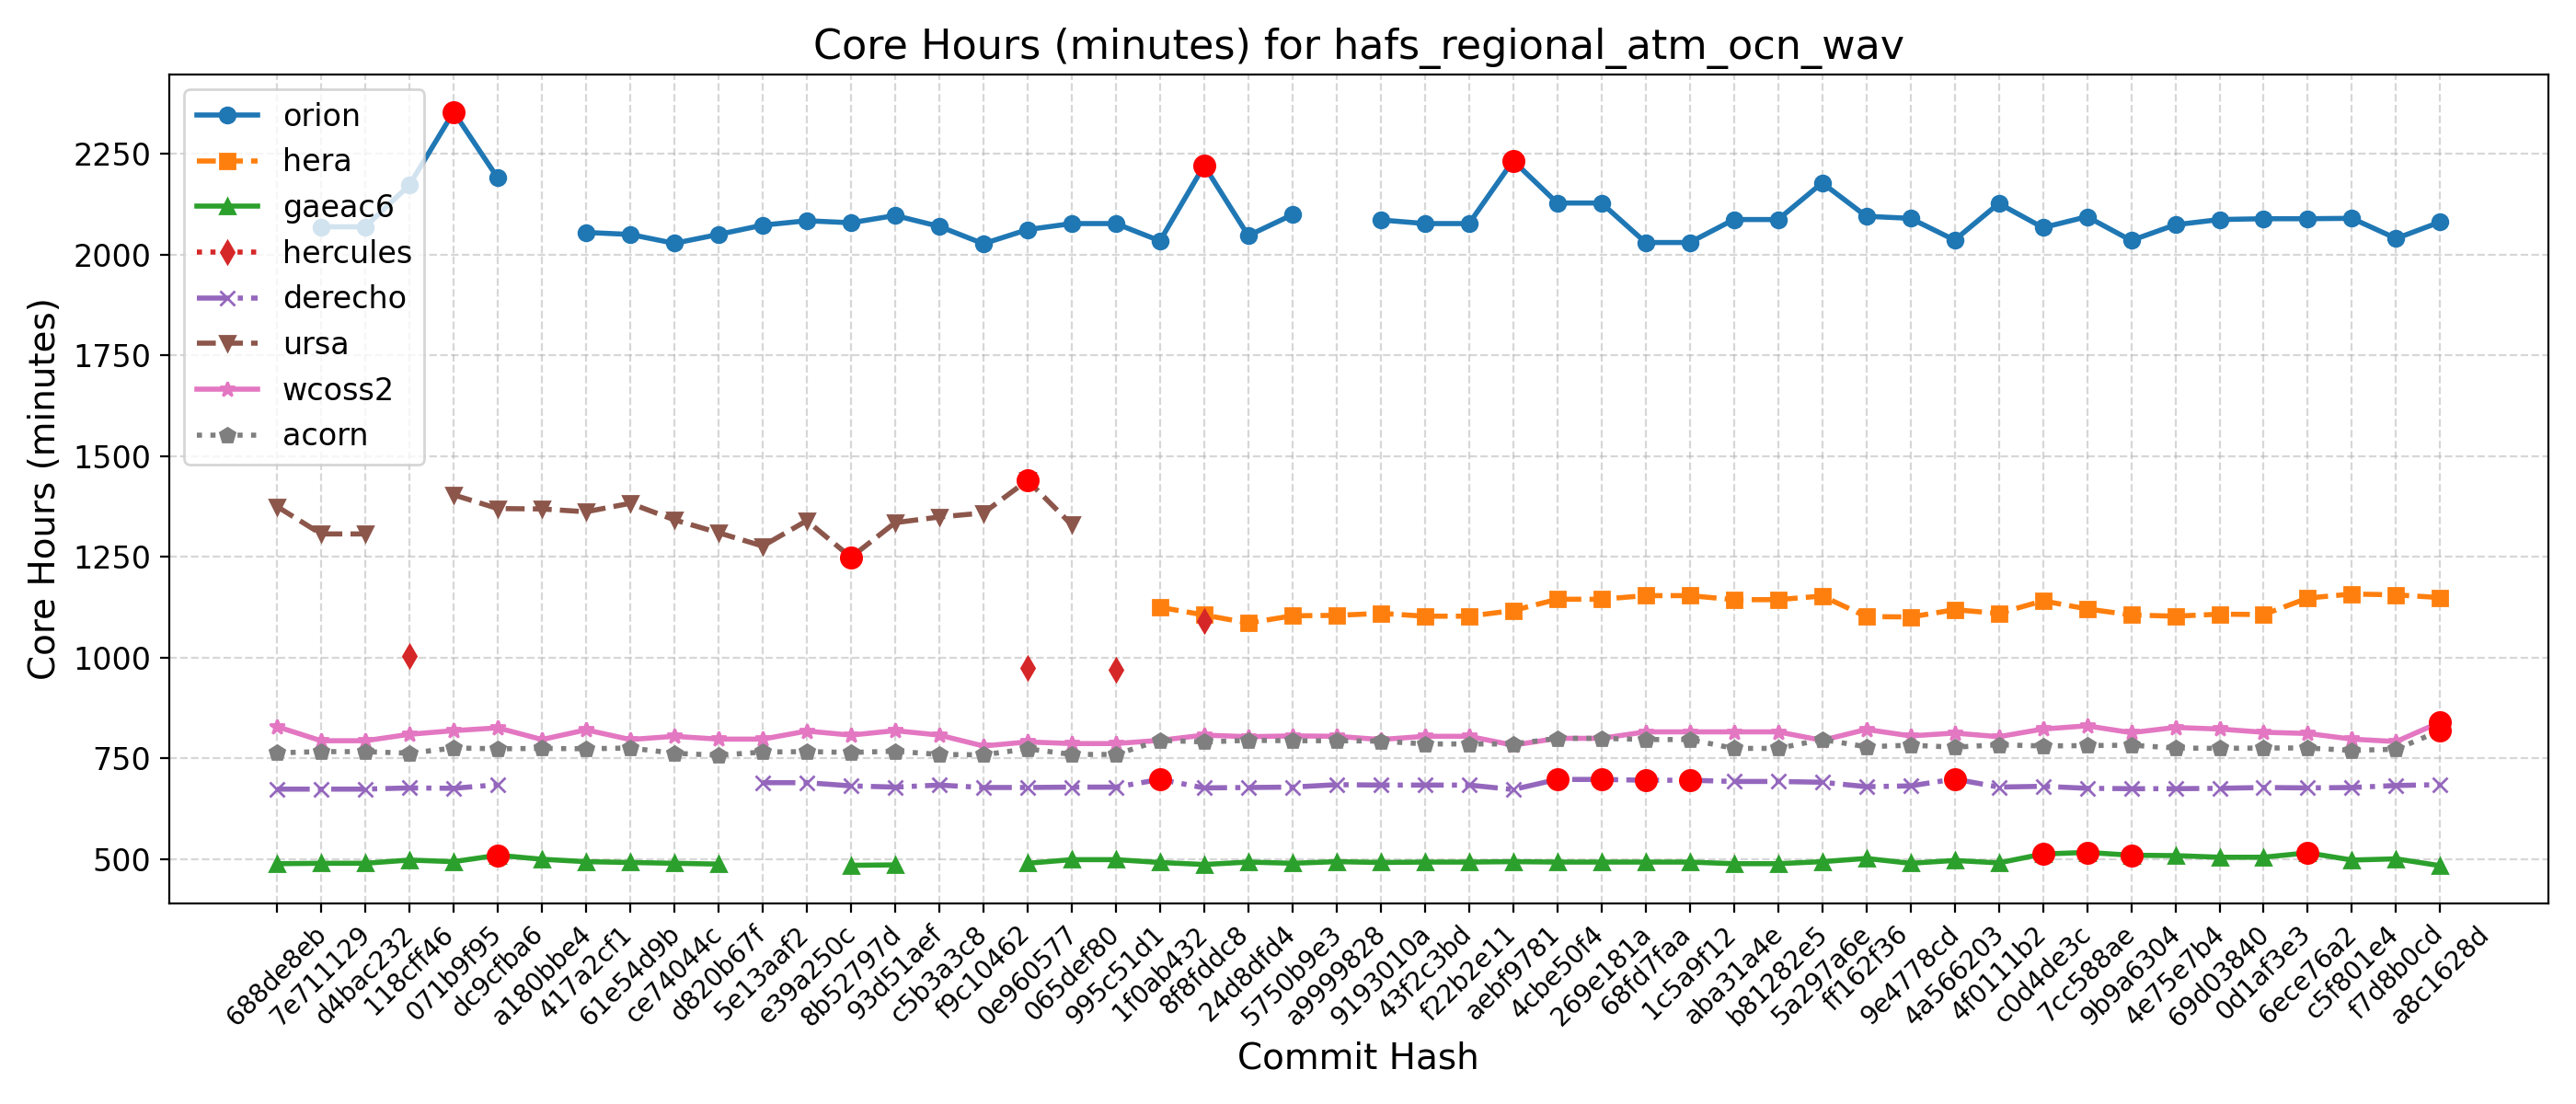 Core Hours (minutes) for hafs_regional_atm_ocn_wav
Core Hours (minutes)
2250
2000
1750
1500
1250
1000
750
500
orion
hera
gaeac6
hercules
derecho
ursa
wcoss2
acorn
688de8eb
7e711129
d4bac232
118cff46
071b9f95
dc9cfba6
a180bbe4
417a2cf1
61e54d9b
ce74044c
d820b67f
5e13aaf2
e39a250c
8b52797d
93d51aef
c5b3a3c8
f9c10462
0e960577
065def80
995c51d1
1f0ab432
8f8fddc8
24d8dfd4
5750b9e3
a9999828
9193010a
43f2c3bd
f22b2e11
aebf9781
4cbe50f4
269e181a
68fd7faa
1c5a9f12
aba31a4e
b81282e5
5a297a6e
ff162f36
9e4778cd
4a566203
4f0111b2
c0d4de3c
7cc588ae
9b9a6304
4e75e7b4
69d03840
0d1af3e3
6ece76a2
c5f801e4
f7d8b0cd
a8c1628d
Commit Hash